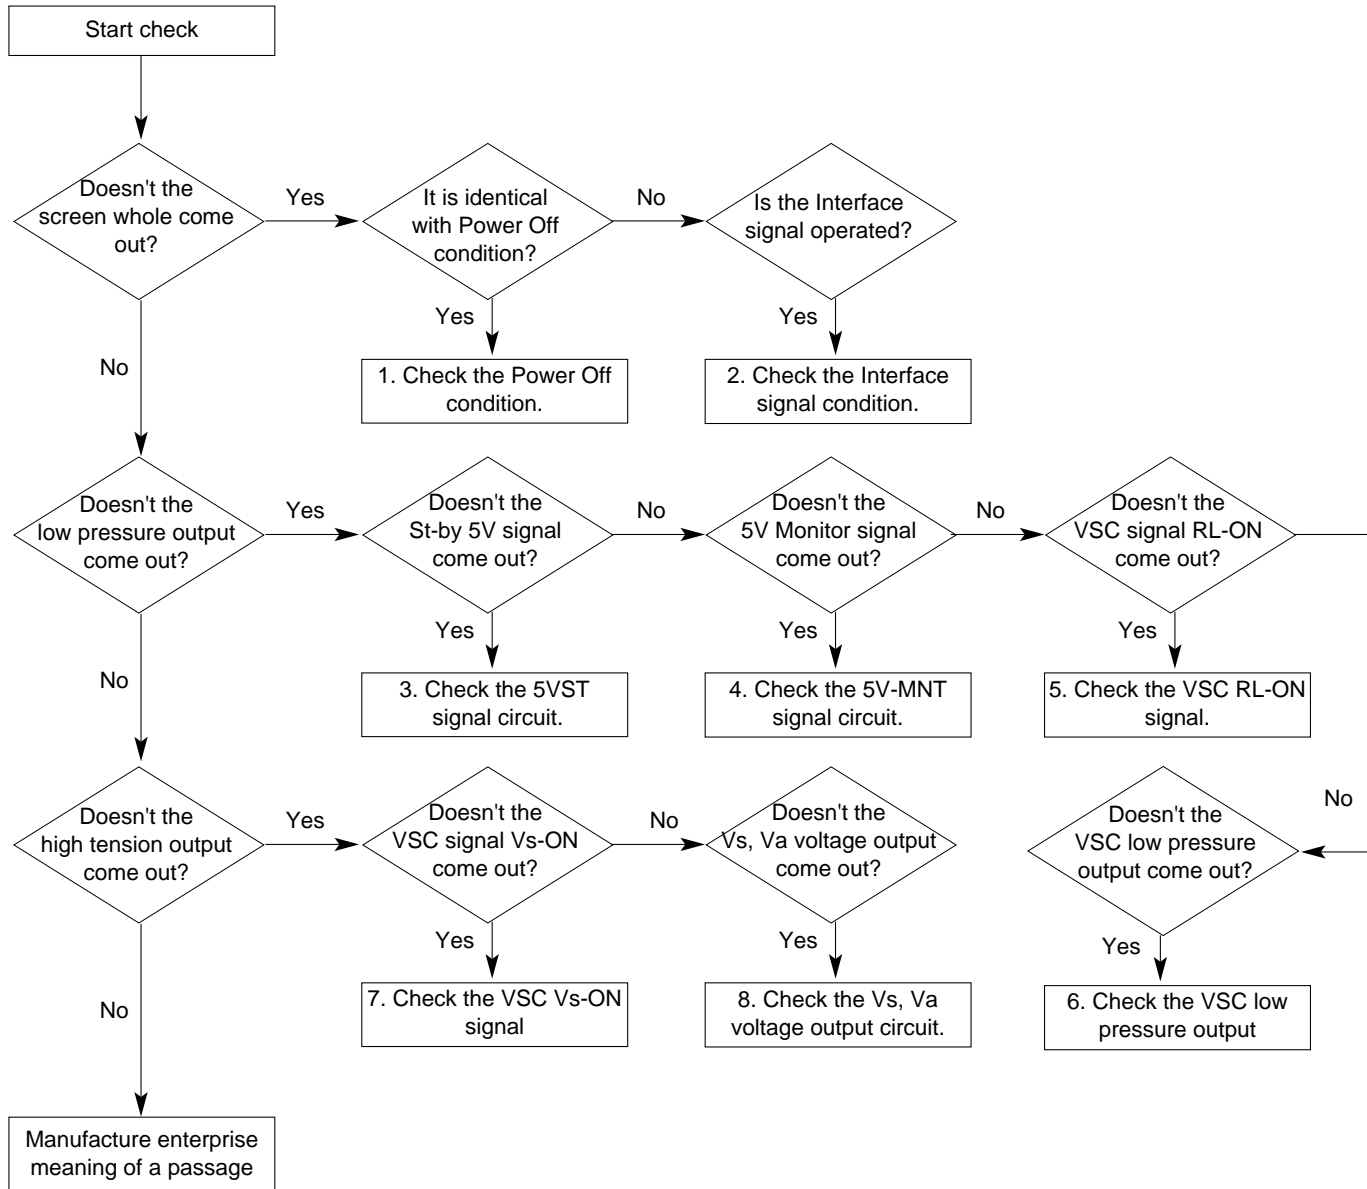 Start check
Doesn't the
screen whole come
out?
Yes
It is identical
with Power Off
condition?
No
Is the Interface
signal operated?
Yes
Yes
No
1. Check the Power Off
condition.
2. Check the Interface
signal condition.
Doesn't the
low pressure output
come out?
Yes
Doesn't the
St-by 5V signal
come out?
No
Doesn't the
5V Monitor signal
come out?
No
Doesn't the
VSC signal RL-ON
come out?
Yes
Yes
Yes
No
3. Check the 5VST
signal circuit.
4. Check the 5V-MNT
signal circuit.
5. Check the VSC RL-ON
signal.
Doesn't the
high tension output
come out?
Yes
Doesn't the
VSC signal Vs-ON
come out?
No
Doesn't the
Vs, Va voltage output
come out?
Doesn't the
VSC low pressure
output come out?
No
Yes
Yes
Yes
No
7. Check the VSC Vs-ON
signal
8. Check the Vs, Va
voltage output circuit.
6. Check the VSC low
pressure output
Manufacture enterprise
meaning of a passage